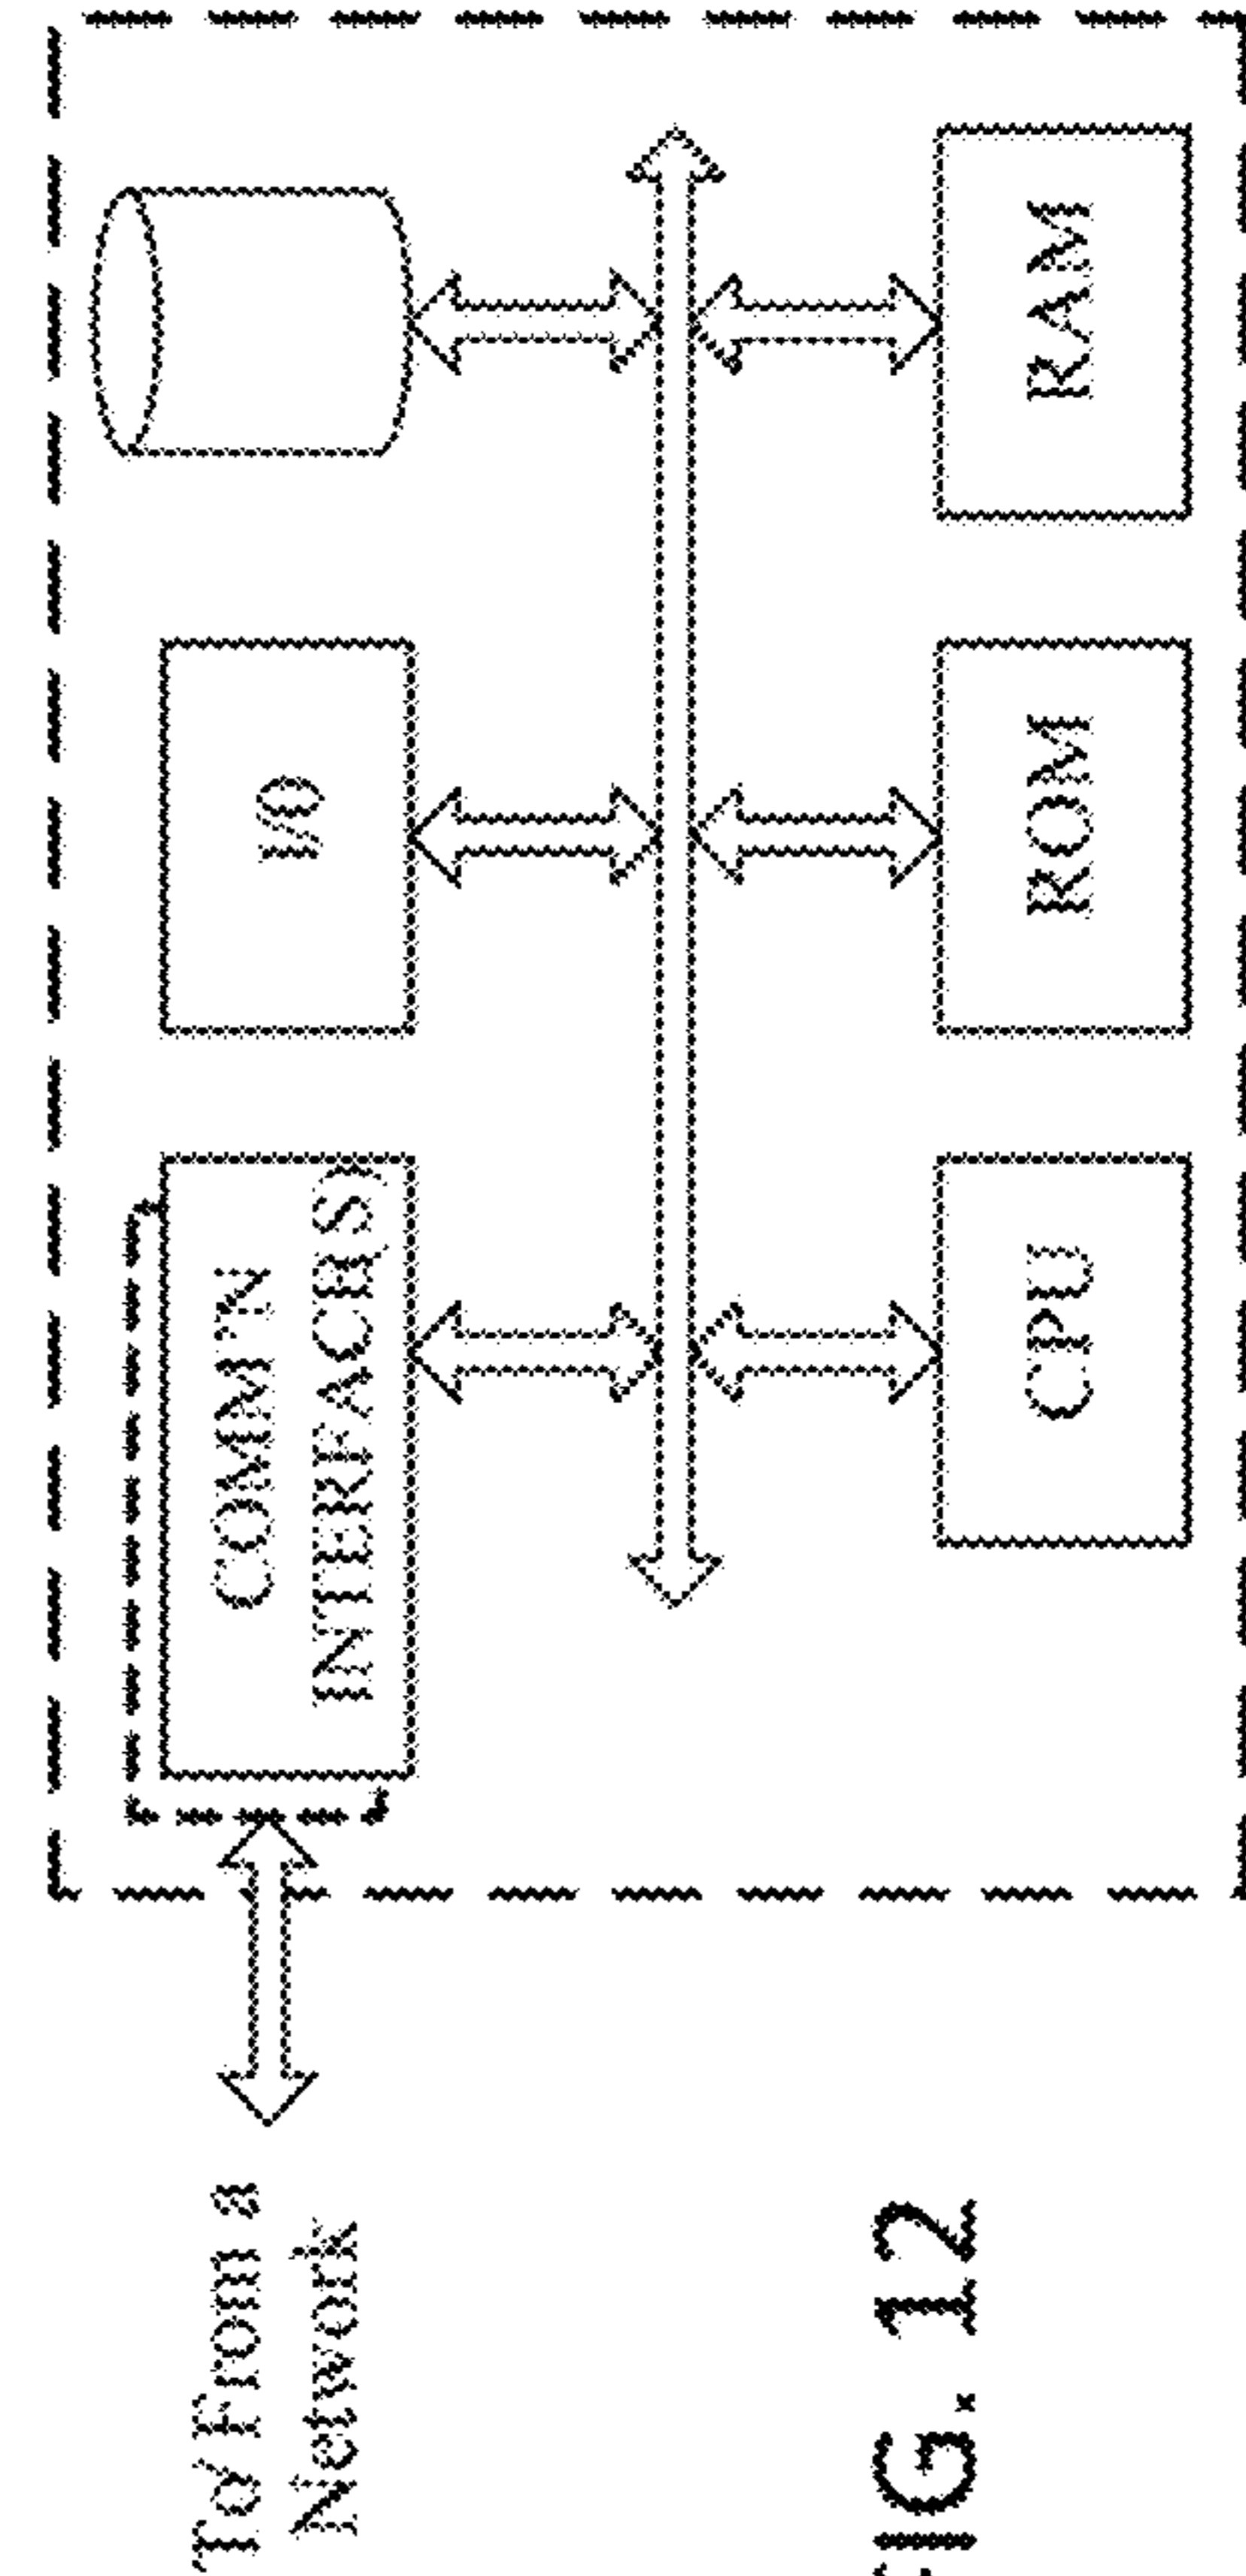 COMM'N
INTERFACE(S)
I/O
To/From a
Network
CPU
ROM
RAM
FIG. 12